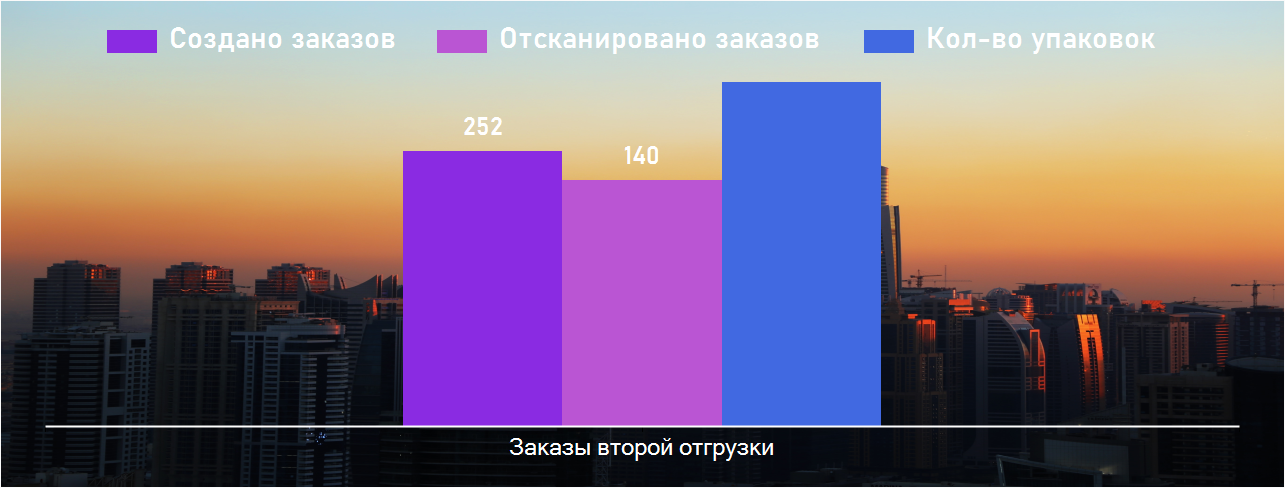 Создано заказов Отсканировано заказов Кол-во упаковок
252
140
Заказы второй отгрузки